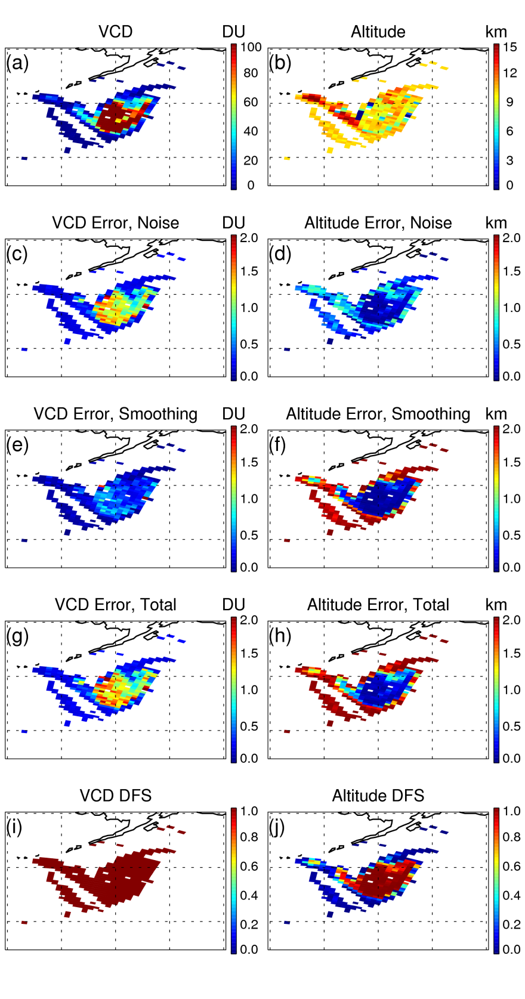 VCD DU Altitude km
(a) 100 (b) 15
80 12
60 9
40 6
20 3
0 0
VCD Error, Noise DU Altitude Error, Noise km
(c) 2.0 (d) 2.0
1.5 1.5
1.0 1.0
0.5 0.5
0.0 0.0
VCD Error, Smoothing DU Altitude Error, Smoothing km
(e) 2.0 (f) 2.0
1.5 1.5
1.0 1.0
0.5 0.5
0.0 0.0
VCD Error, Total DU Altitude Error, Total km
(g) 2.0 (h) 2.0
1.5 1.5
1.0 1.0
0.5 0.5
0.0 0.0
VCD DFS Altitude DFS
(i) 1.0 (j) 1.0
0.8 0.8
0.6 0.6
0.4 0.4
0.2 0.2
0.0 0.0